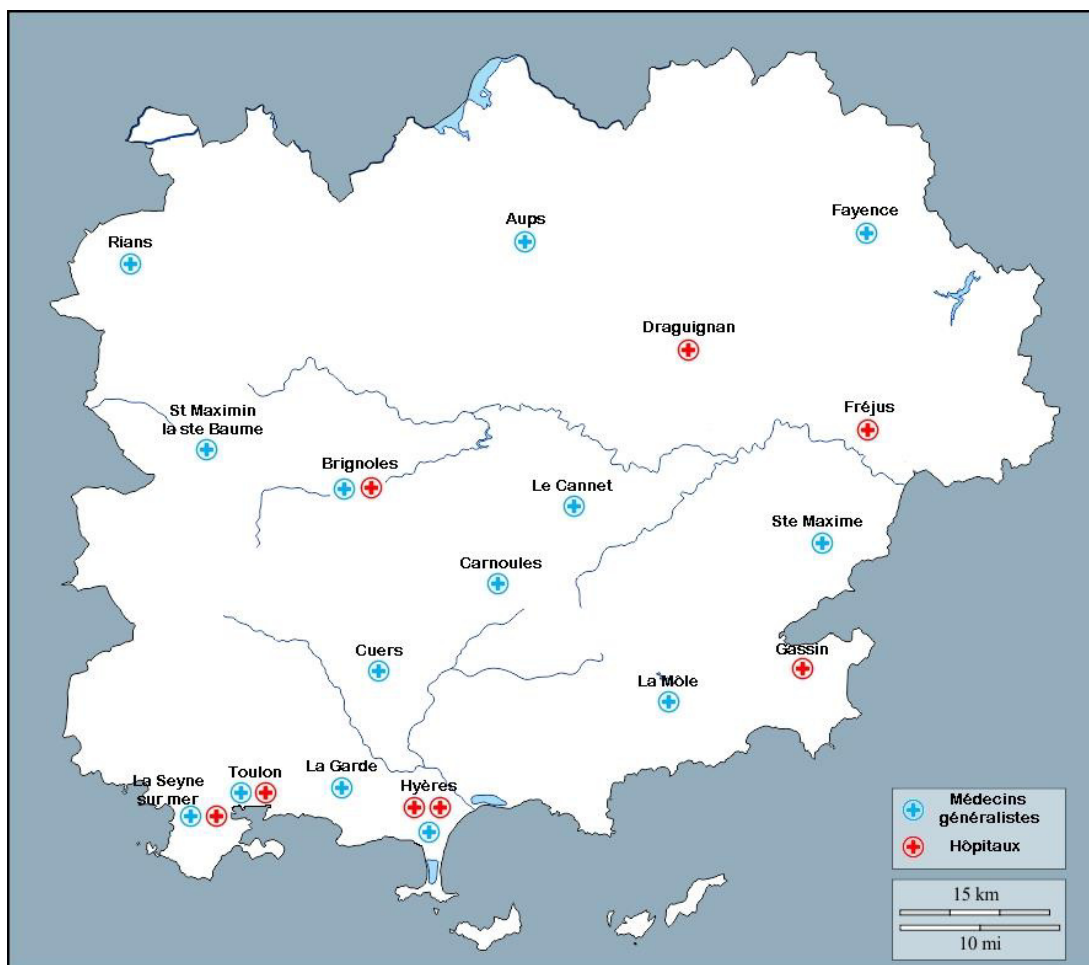 Aups
Fayence
Rians
Draguignan
Fréjus
St Maximin
la ste Baume
Brignoles
Le Cannet
Ste Maxime
Carnoules
Cuers
Gassin
La Môle
La Seyne
sur mer
Toulon
La Garde
Hyères
Médecins
généralistes
Hôpitaux
15 km
10 mi